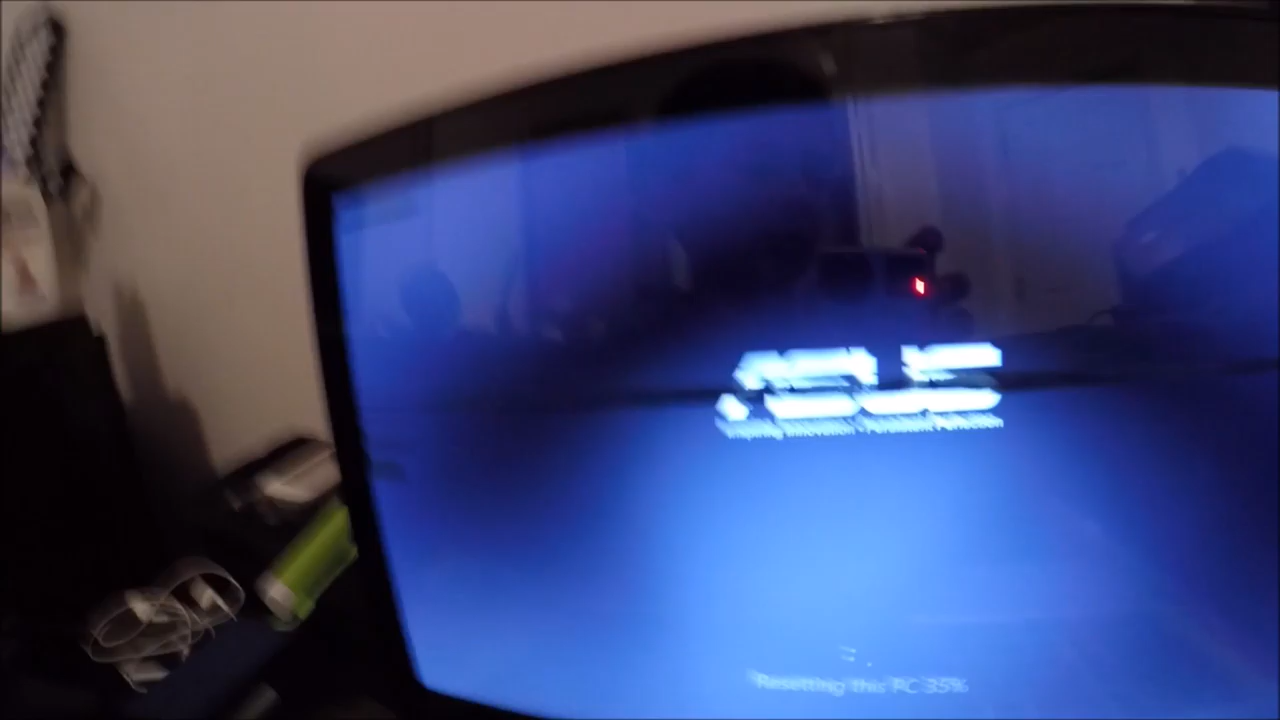 ASUS
Inspiring Innovation · Persistent Perfection
Resetting this PC 35%